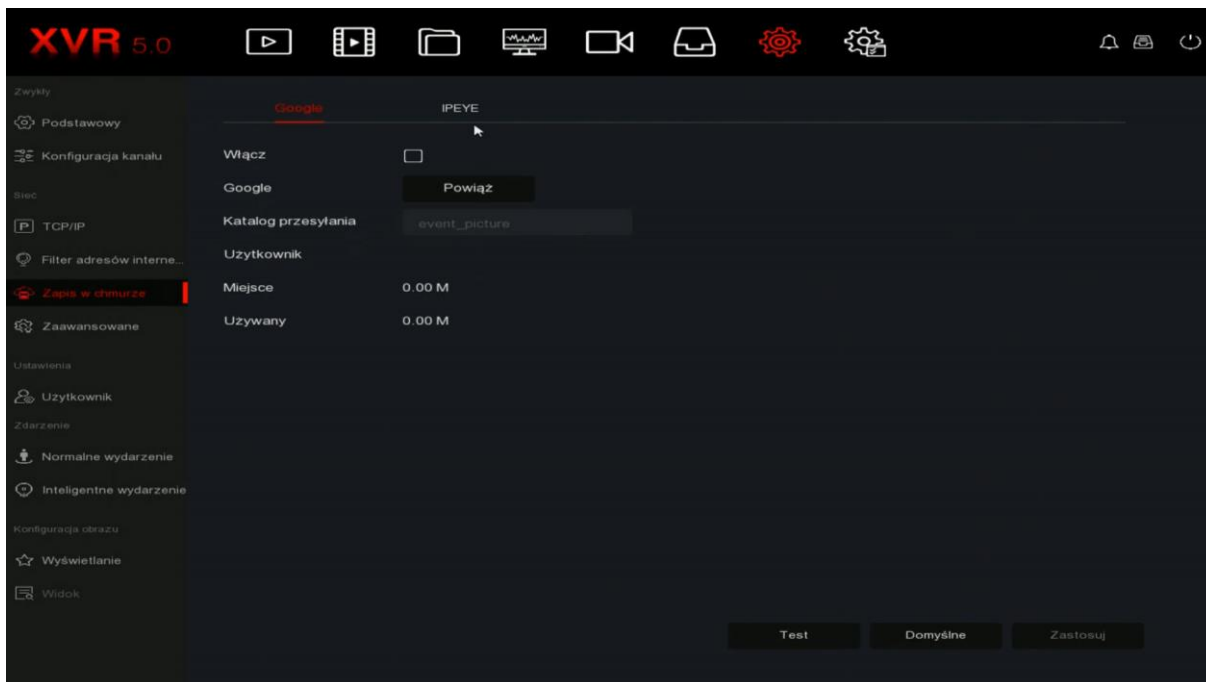 XVR 5.0
Zwykły
Podstawowy
Konfiguracja kanału
Sieć
P TCP/IP
Filter adresów interne...
Zapis w chmurze
Zaawansowane
Ustawienia
Użytkownik
Zdarzenie
Normalne wydarzenie
Inteligentne wydarzenie
Konfiguracja obrazu
Wyświetlanie
Widok
Google IPEYE
Włącz
Google Powiąż
Katalog przesyłania event_picture
Użytkownik
Miejsce 0.00 M
Używany 0.00 M
Test Domyślne Zastosuj